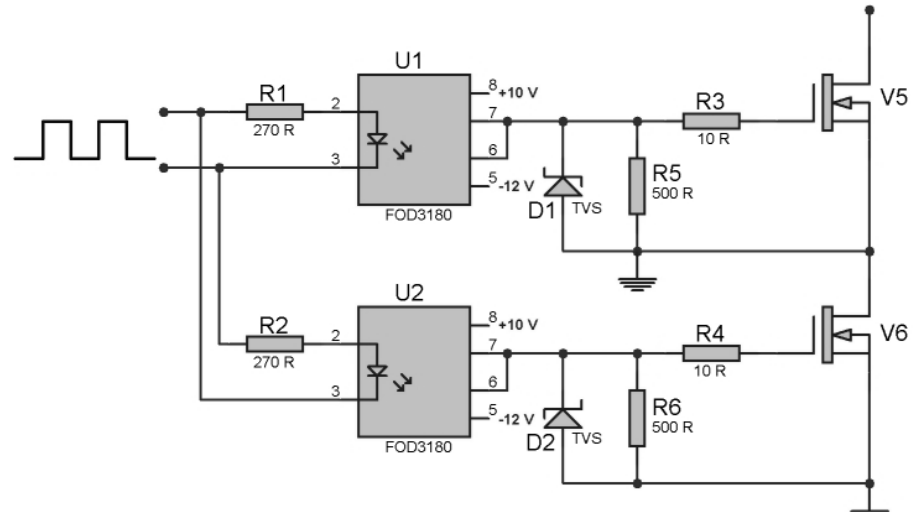 U1
R1
270 R
2
3
8 +10 V
7
6
5 -12 V
FOD3180
D1
TVS
R5
500 R
R3
10 R
V5
U2
R2
270 R
2
3
8 +10 V
7
6
5 -12 V
FOD3180
D2
TVS
R6
500 R
R4
10 R
V6